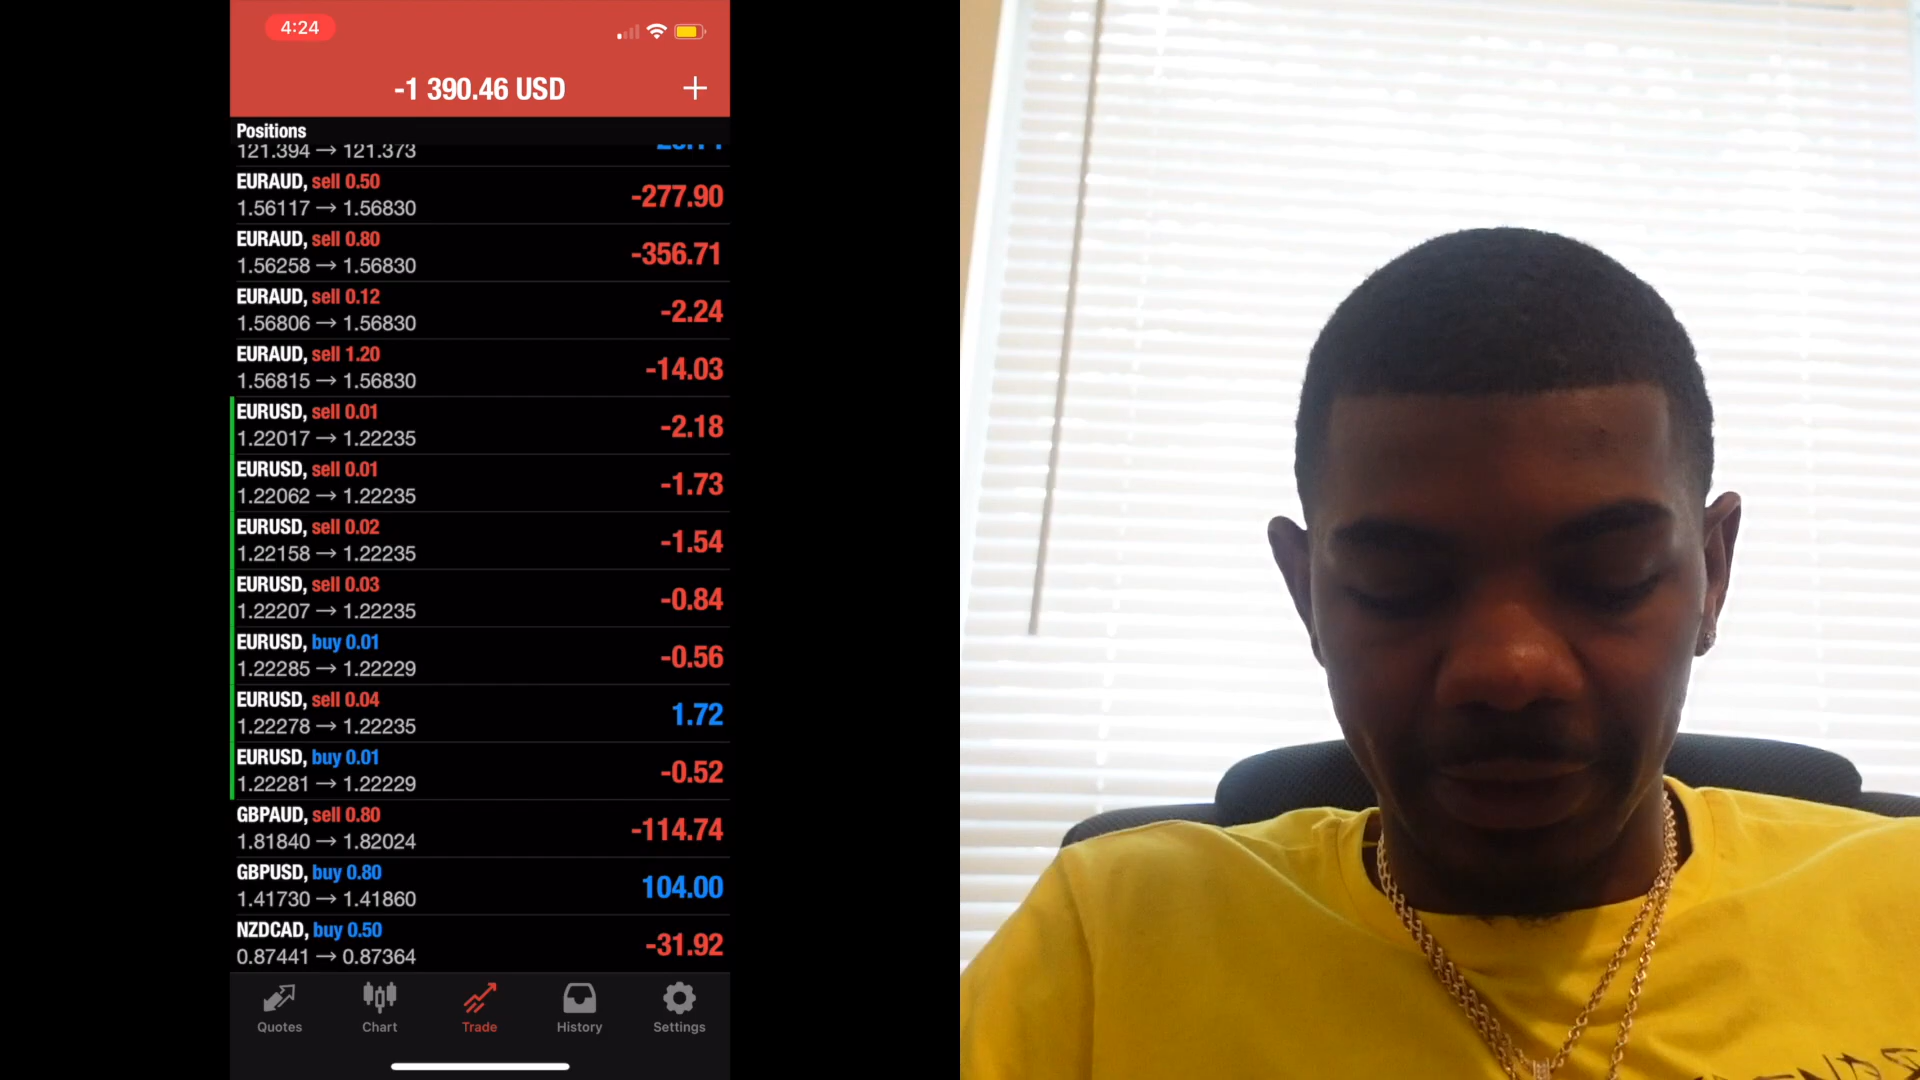 4:24
-1 390.46 USD
Positions
121.394 → 121.373
EURAUD, sell 0.50
-277.90
1.56117 → 1.56830
EURAUD, sell 0.80
-356.71
1.56258 → 1.56830
EURAUD, sell 0.12
-2.24
1.56806 → 1.56830
EURAUD, sell 1.20
-14.03
1.56815 → 1.56830
EURUSD, sell 0.01
-2.18
1.22017 → 1.22235
EURUSD, sell 0.01
-1.73
1.22062 → 1.22235
EURUSD, sell 0.02
-1.54
1.22158 → 1.22235
EURUSD, sell 0.03
-0.84
1.22207 → 1.22235
EURUSD, buy 0.01
-0.56
1.22285 → 1.22229
EURUSD, sell 0.04
1.72
1.22278 → 1.22235
EURUSD, buy 0.01
-0.52
1.22281 → 1.22229
GBPAUD, sell 0.80
-114.74
1.81840 → 1.82024
GBPUSD, buy 0.80
104.00
1.41730 → 1.41860
NZDCAD, buy 0.50
-31.92
0.87441 → 0.87364
Quotes
Chart
Trade
History
Settings